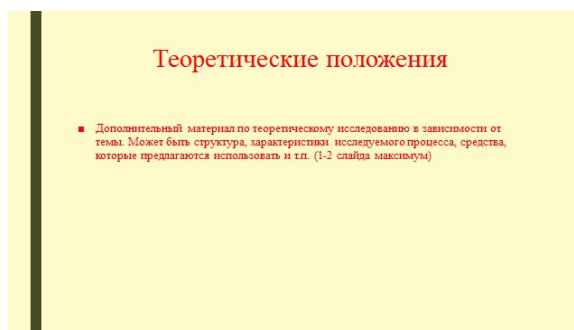 Теоретические положения
Дополнительный материал по теоретическому исследованию в зависимости от
темы. Может быть структура, характеристики исследуемого процесса, средства,
которые предлагаются использовать и т.п. (1-2 слайда максимум)